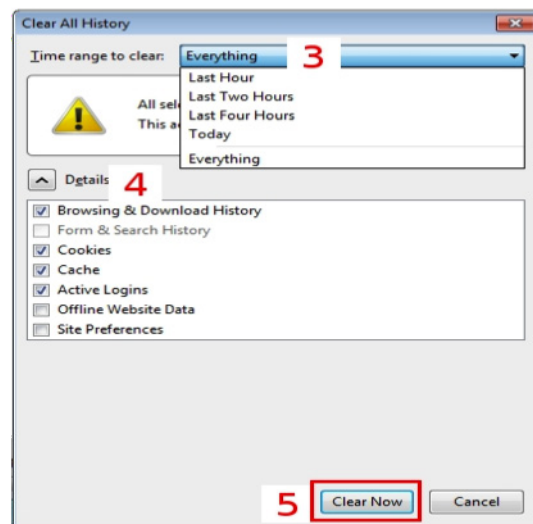 Clear All History
Time range to clear: Everything 3
Last Hour
Last Two Hours
Last Four Hours
Today
Everything
All sel
This a
Details 4
Browsing & Download History
Form & Search History
Cookies
Cache
Active Logins
Offline Website Data
Site Preferences
5 Clear Now Cancel